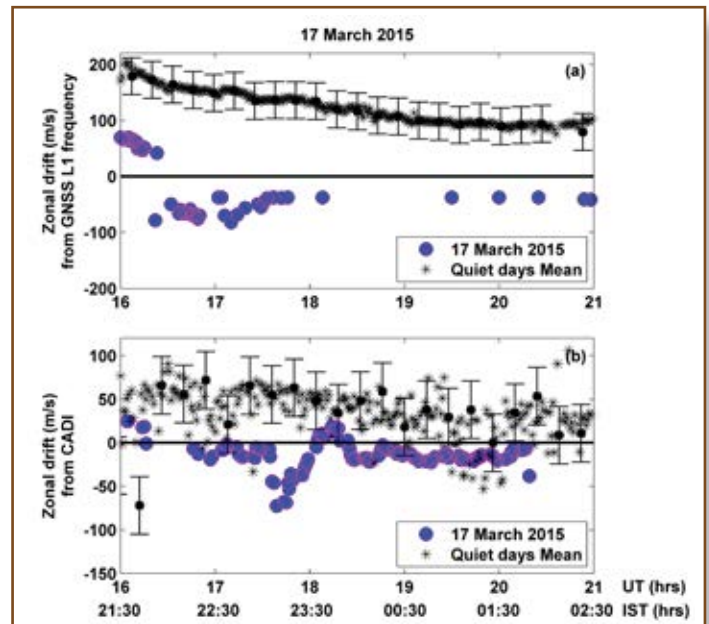 17 March 2015
(a)
Zonal drift (m/s)
from GNSS L1 frequency
200
100
0
-100
-200
17 March 2015
Quiet days Mean
16 17 18 19 20 21
(b)
Zonal drift (m/s)
from CADI
100
50
0
-50
-100
-150
17 March 2015
Quiet days Mean
16 17 18 19 20 21 UT (hrs)
21:30 22:30 23:30 00:30 01:30 02:30 IST (hrs)